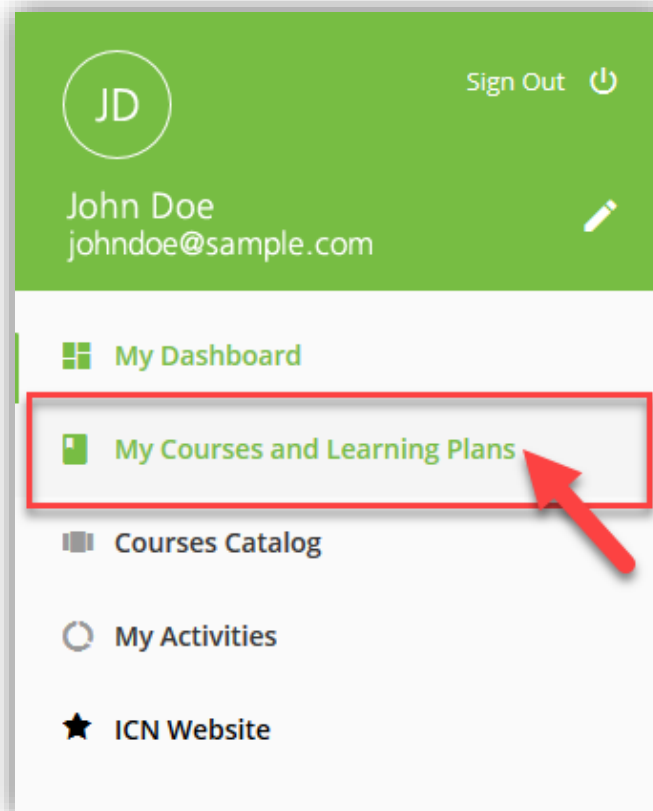 JD
Sign Out
John Doe
johndoe@sample.com
My Dashboard
My Courses and Learning Plans
Courses Catalog
My Activities
ICN Website